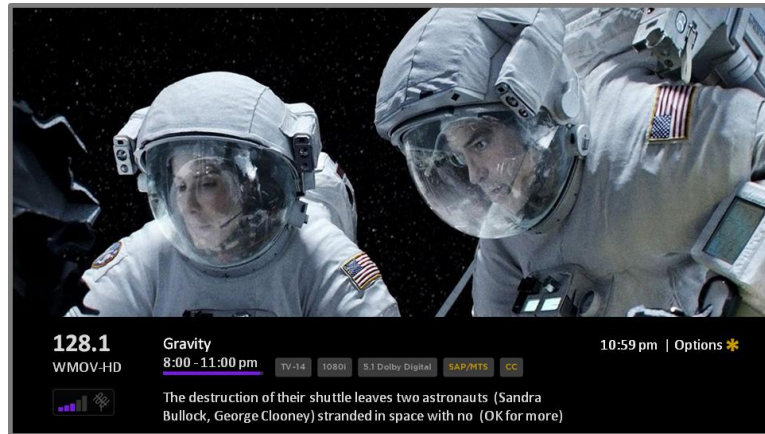 128.1
WMOV-HD
Gravity
8:00 - 11:00 pm
TV-14 1080i 5.1 Dolby Digital SAP/MTS CC
10:59 pm | Options ✱
The destruction of their shuttle leaves two astronauts (Sandra
Bullock, George Clooney) stranded in space with no (OK for more)